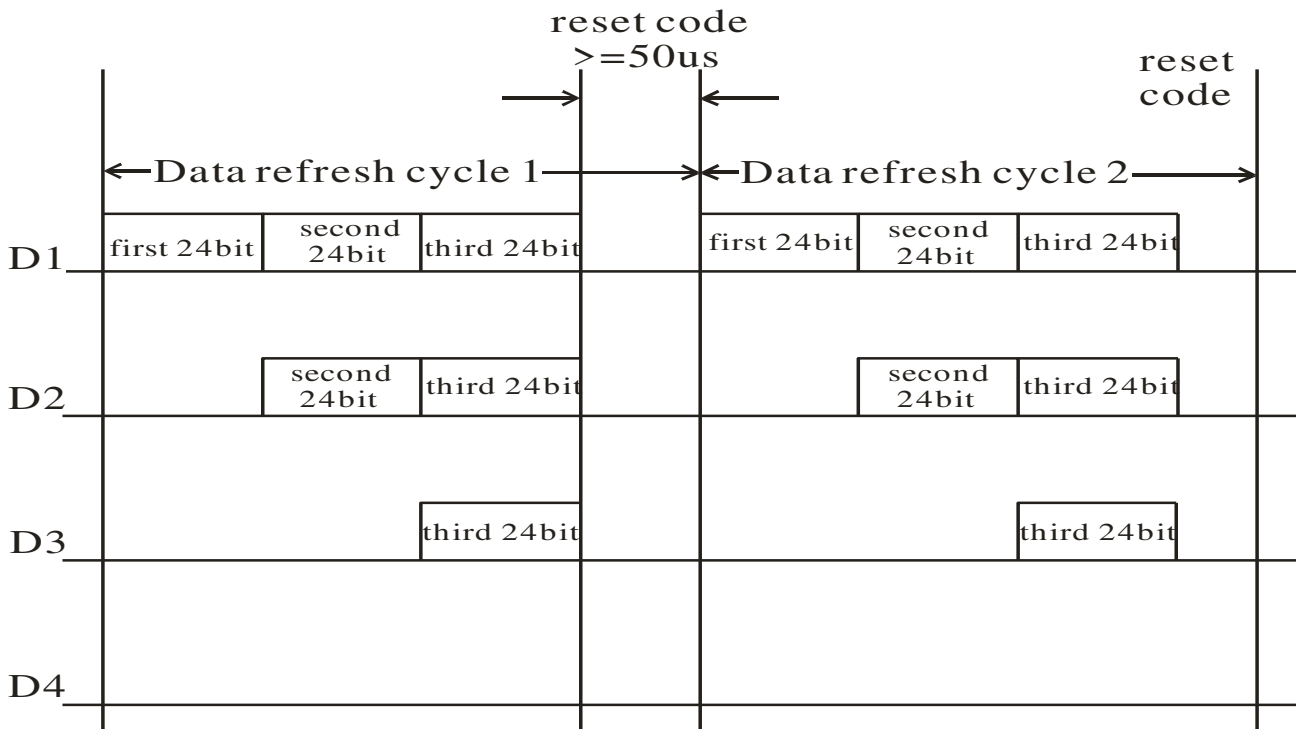 reset code
>=50us
reset
code
Data refresh cycle 1
Data refresh cycle 2
D1
first 24bit
second
24bit
third 24bit
first 24bit
second
24bit
third 24bit
D2
second
24bit
third 24bit
second
24bit
third 24bit
D3
third 24bit
third 24bit
D4